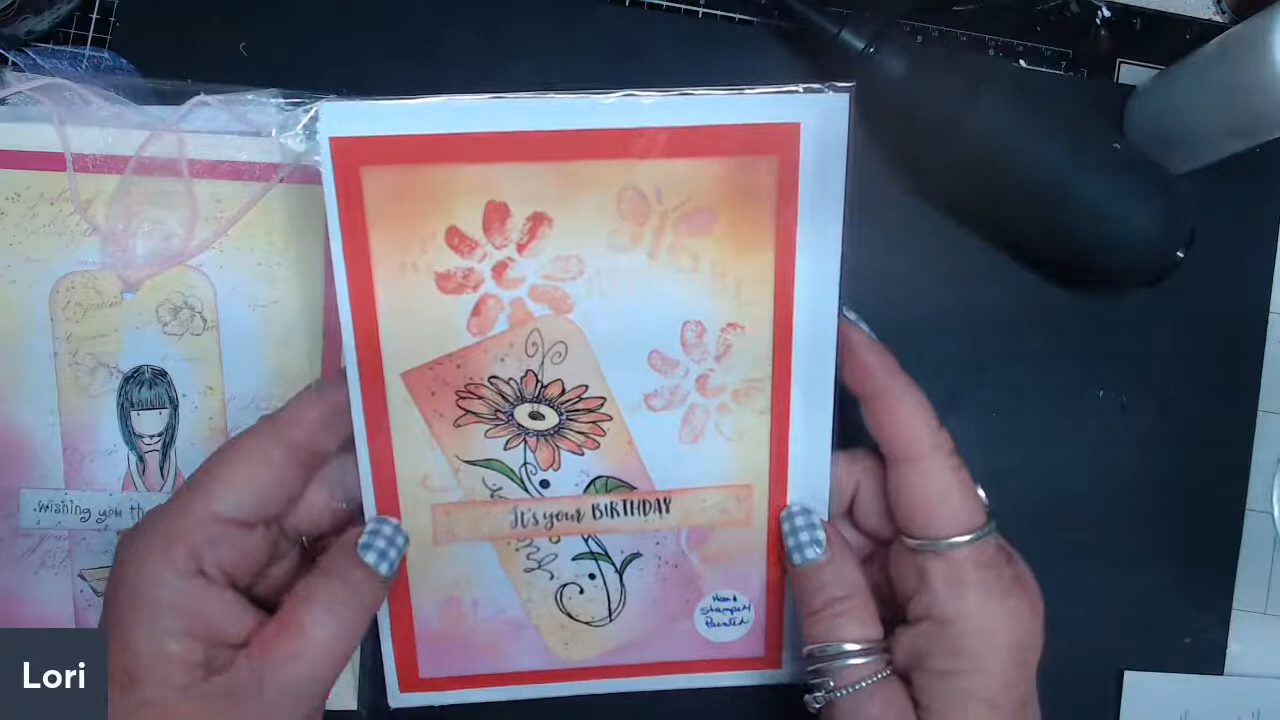 Wishing you th
It's your BIRTHDAY
Hand
Stamped
Painted
Lori